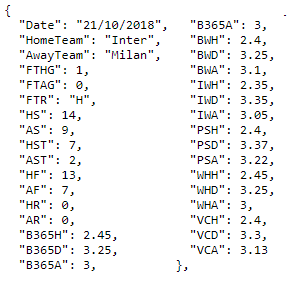 {
"Date": "21/10/2018",
"HomeTeam": "Inter",
"AwayTeam": "Milan",
"FTHG": 1,
"FTAG": 0,
"FTR": "H",
"HS": 14,
"AS": 9,
"HST": 7,
"AST": 2,
"HF": 13,
"AF": 7,
"HR": 0,
"AR": 0,
"B365H": 2.45,
"B365D": 3.25,
"B365A": 3,
"B365A": 3,
"BWH": 2.4,
"BWD": 3.25,
"BWA": 3.1,
"IWH": 2.35,
"IWD": 3.35,
"IWA": 3.05,
"PSH": 2.4,
"PSD": 3.37,
"PSA": 3.22,
"WHH": 2.45,
"WHD": 3.25,
"WHA": 3,
"VCH": 2.4,
"VCD": 3.3,
"VCA": 3.13
},